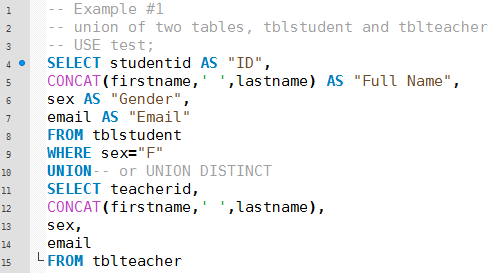 1 -- Example #1
2 -- union of two tables, tblstudent and tblteacher
3 -- USE test;
4 SELECT studentid AS "ID",
5 CONCAT(firstname,' ',lastname) AS "Full Name",
6 sex AS "Gender",
7 email AS "Email"
8 FROM tblstudent
9 WHERE sex="F"
10 UNION-- or UNION DISTINCT
11 SELECT teacherid,
12 CONCAT(firstname,' ',lastname),
13 sex,
14 email
15 FROM tblteacher